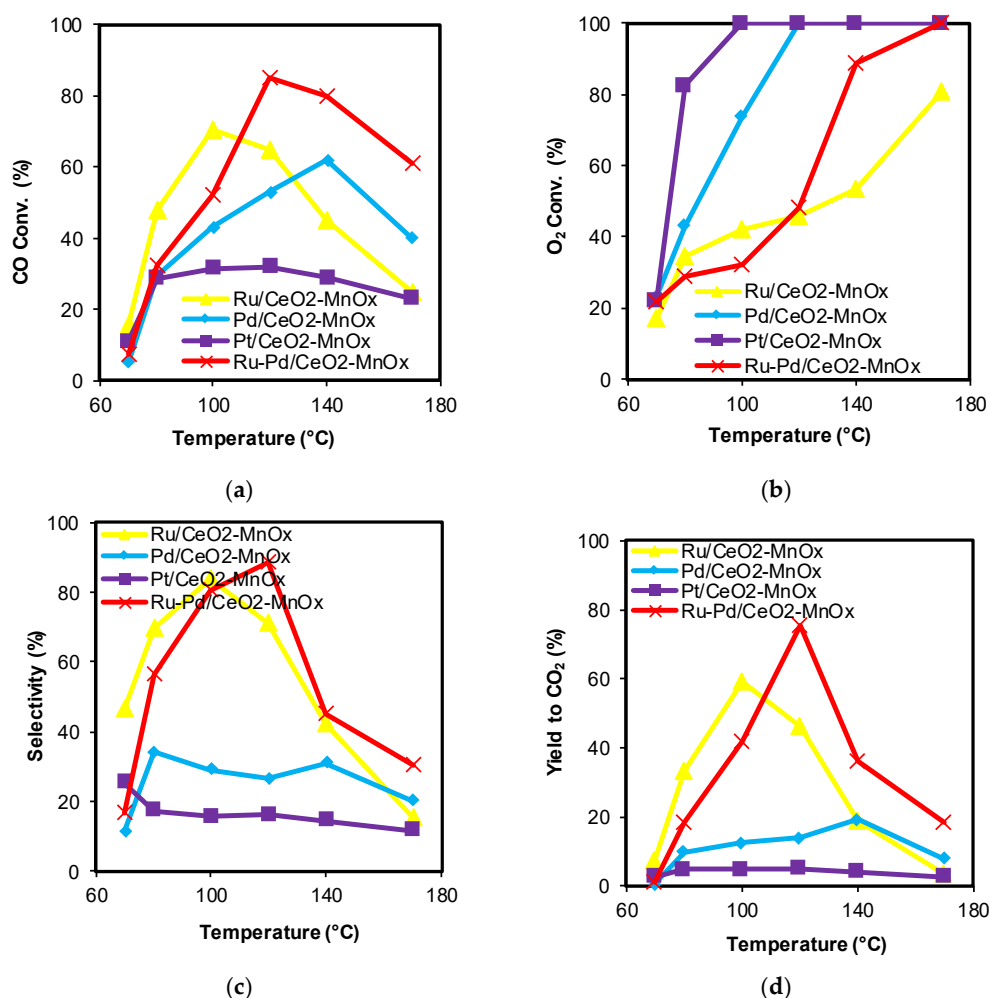 100
80
60
40
20
0
CO Conv. (%)
Ru/CeO2-MnOx
Pd/CeO2-MnOx
Pt/CeO2-MnOx
Ru-Pd/CeO2-MnOx
60 100 140 180
Temperature (°C)
(a)
100
80
60
40
20
0
O₂ Conv. (%)
Ru/CeO2-MnOx
Pd/CeO2-MnOx
Pt/CeO2-MnOx
Ru-Pd/CeO2-MnOx
60 100 140 180
Temperature (°C)
(b)
100
80
60
40
20
0
Selectivity (%)
Ru/CeO2-MnOx
Pd/CeO2-MnOx
Pt/CeO2-MnOx
Ru-Pd/CeO2-MnOx
60 100 140 180
Temperature (°C)
(c)
100
80
60
40
20
0
Yield to CO₂ (%)
Ru/CeO2-MnOx
Pd/CeO2-MnOx
Pt/CeO2-MnOx
Ru-Pd/CeO2-MnOx
60 100 140 180
Temperature (°C)
(d)